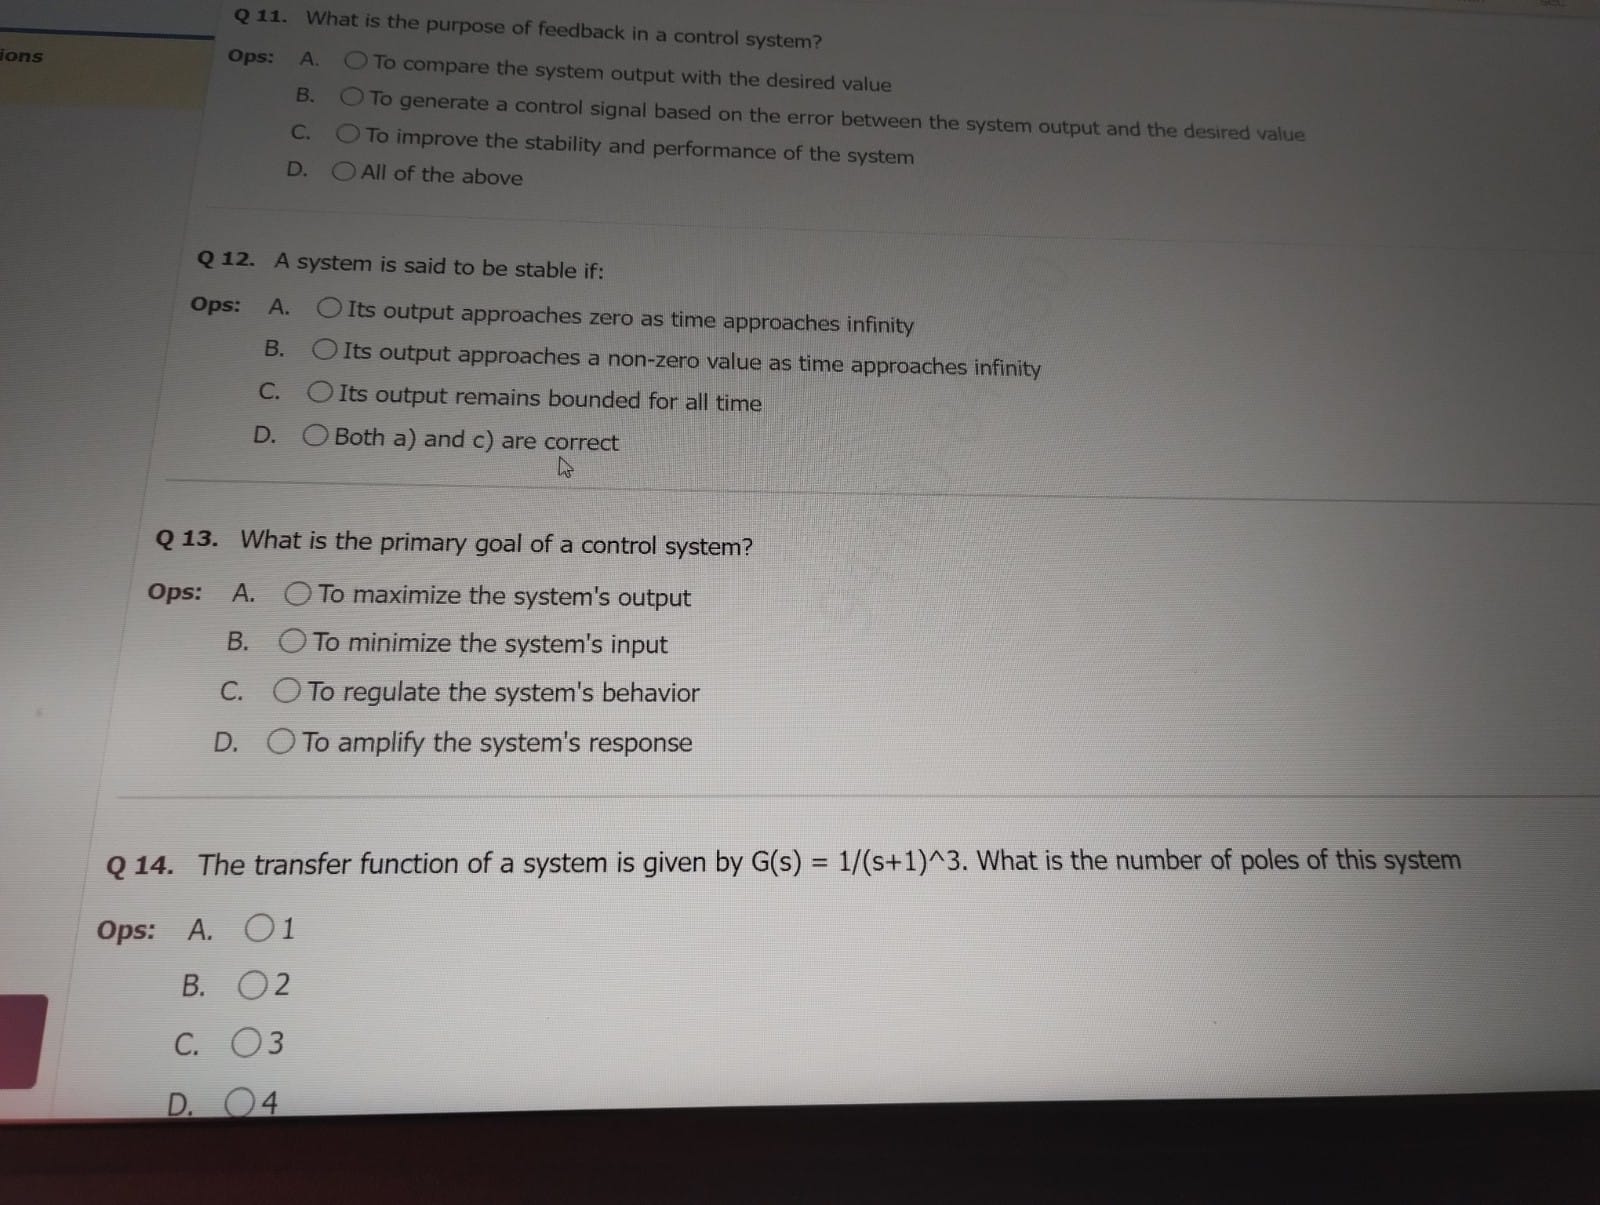 ions
Q 11. What is the purpose of feedback in a control system?
Ops: A. To compare the system output with the desired value
B. To generate a control signal based on the error between the system output and the desired value
C. To improve the stability and performance of the system
D. All of the above
Q 12. A system is said to be stable if:
Ops: A. Its output approaches zero as time approaches infinity
B. Its output approaches a non-zero value as time approaches infinity
C. Its output remains bounded for all time
D. Both a) and c) are correct
Q 13. What is the primary goal of a control system?
Ops: A. To maximize the system's output
B. To minimize the system's input
C. To regulate the system's behavior
D. To amplify the system's response
Q 14. The transfer function of a system is given by G(s) = 1/(s+1)^3. What is the number of poles of this system
Ops: A. 1
B. 2
C. 3
D. 4